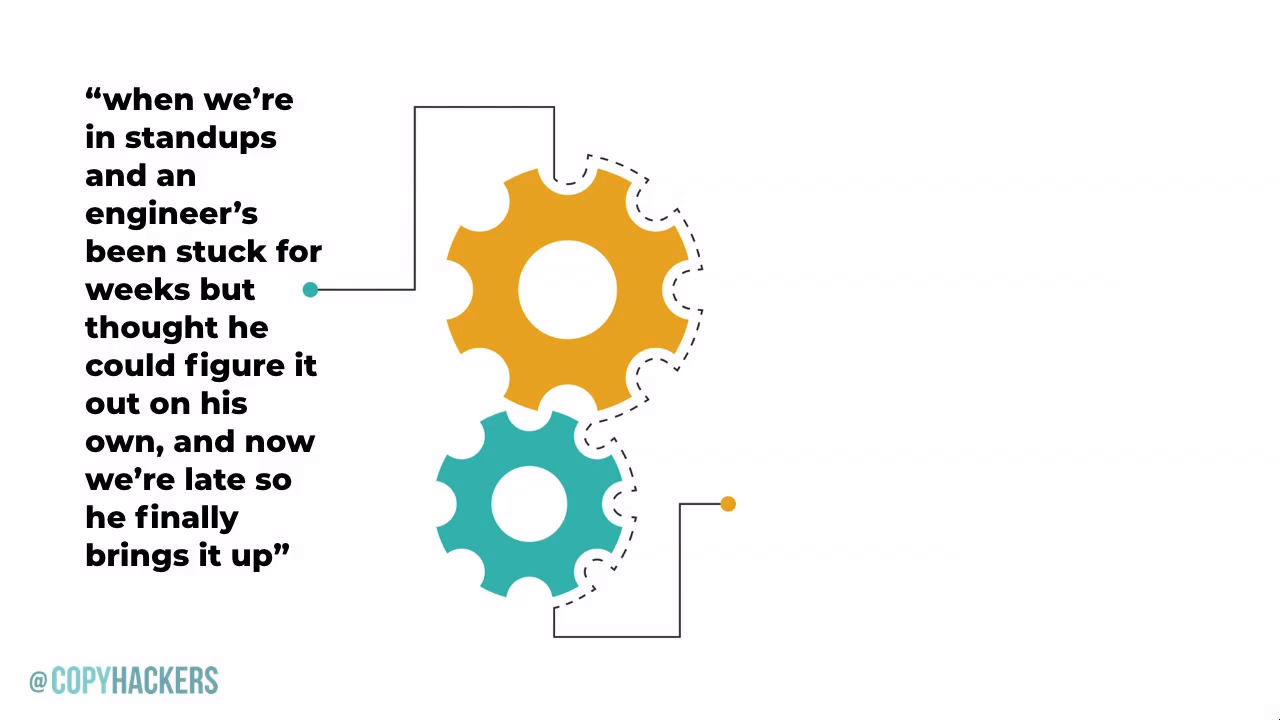 “when we’re
in standups
and an
engineer’s
been stuck for
weeks but
thought he
could figure it
out on his
own, and now
we’re late so
he finally
brings it up”
@COPYHACKERS